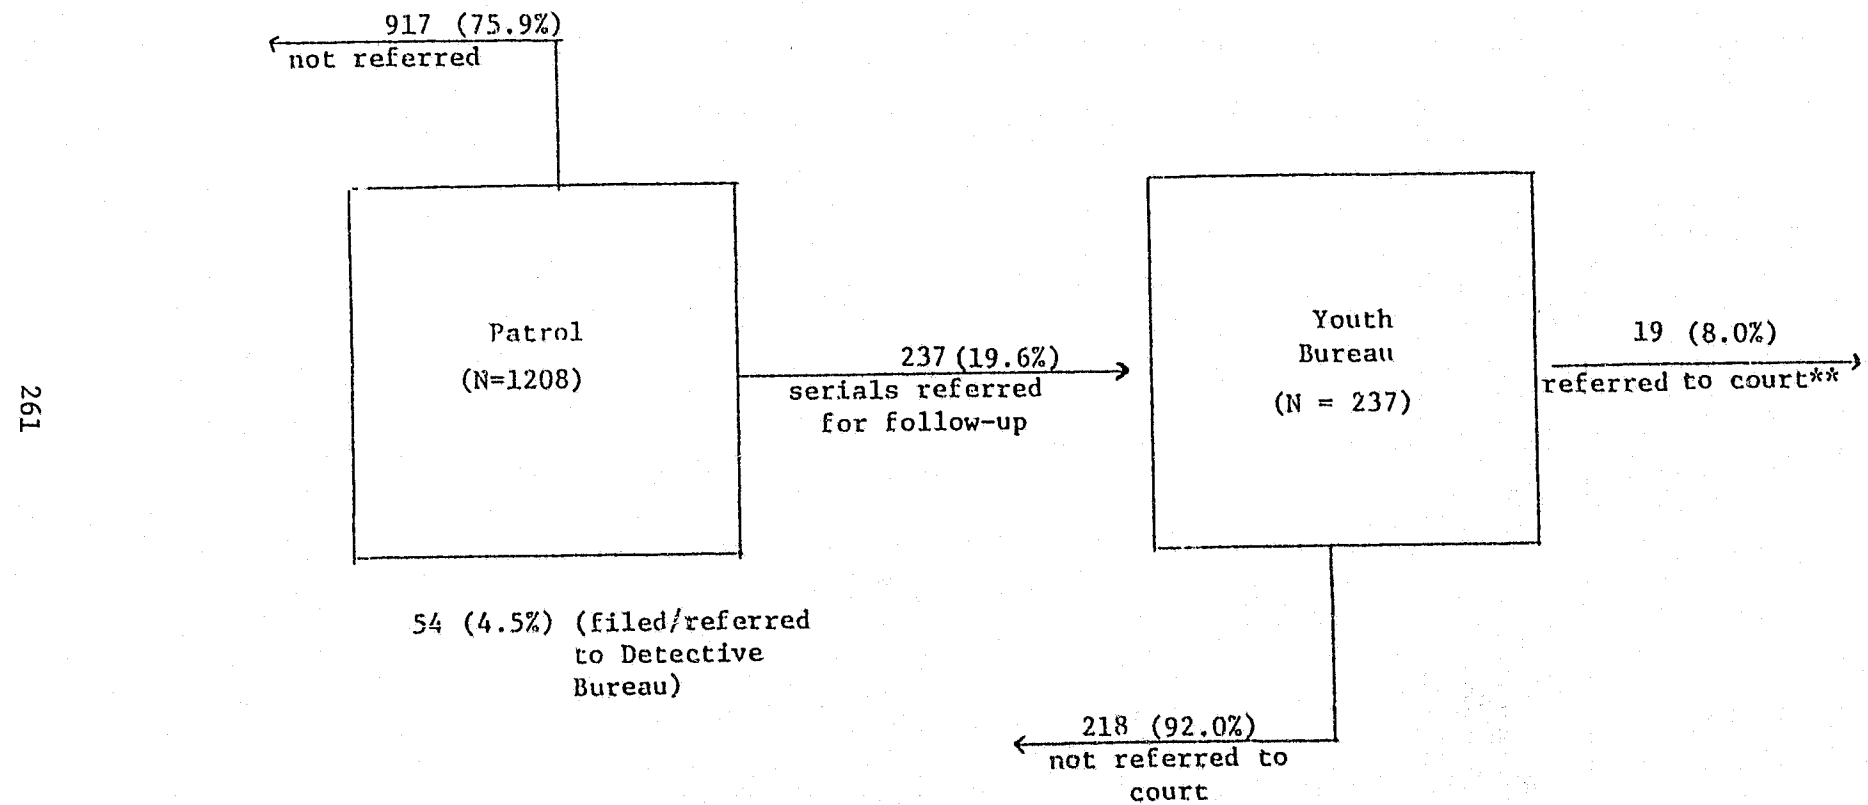 917 (75.9%)
not referred
Patrol
(N=1208)
237 (19.6%)
serials referred
for follow-up
Youth
Bureau
(N = 237)
19 (8.0%)
referred to court**
54 (4.5%) (filed/referred
to Detective
Bureau)
218 (92.0%)
not referred to
court
261